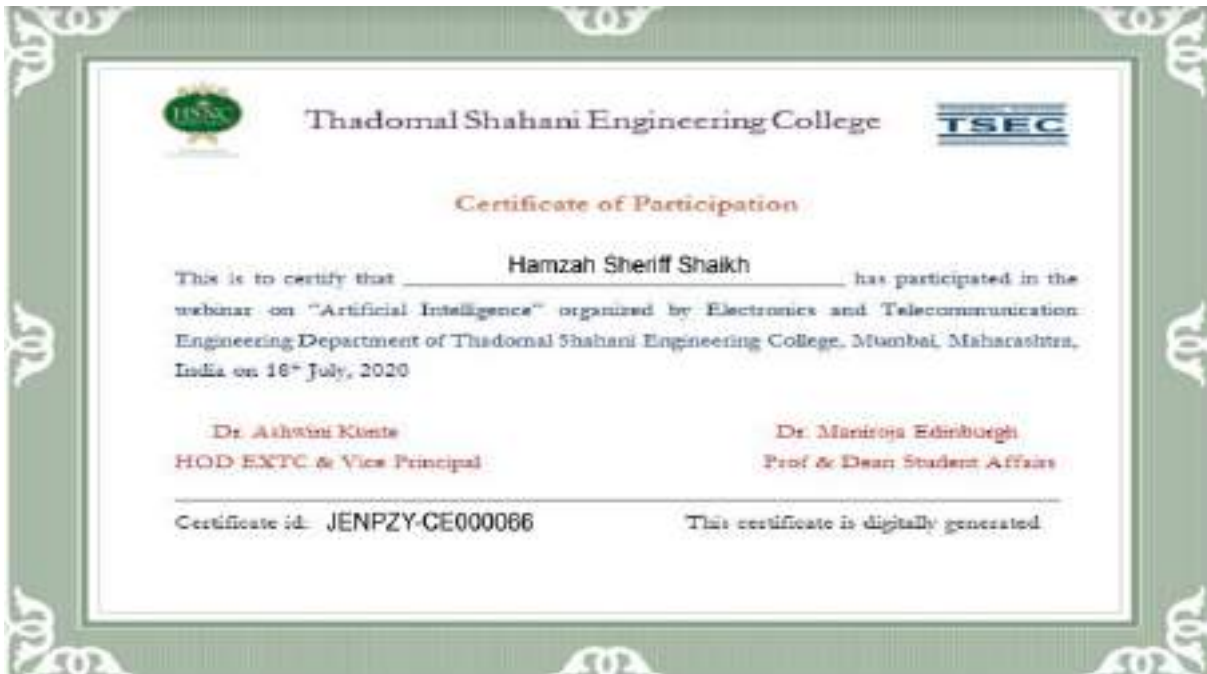 HSNC
Thadomal Shahani Engineering College
TSEC
Certificate of Participation
This is to certify that Hamzah Sheriff Shaikh has participated in the
webinar on "Artificial Intelligence" organized by Electronics and Telecommunication
Engineering Department of Thadomal Shahani Engineering College, Mumbai, Maharashtra,
India on 18th July, 2020
Dr. Ashwini Kunte
Dr. Maniroja Edinburgh
HOD EXTC & Vice Principal
Prof & Dean Student Affairs
Certificate id: JENPZY-CE000066
This certificate is digitally generated